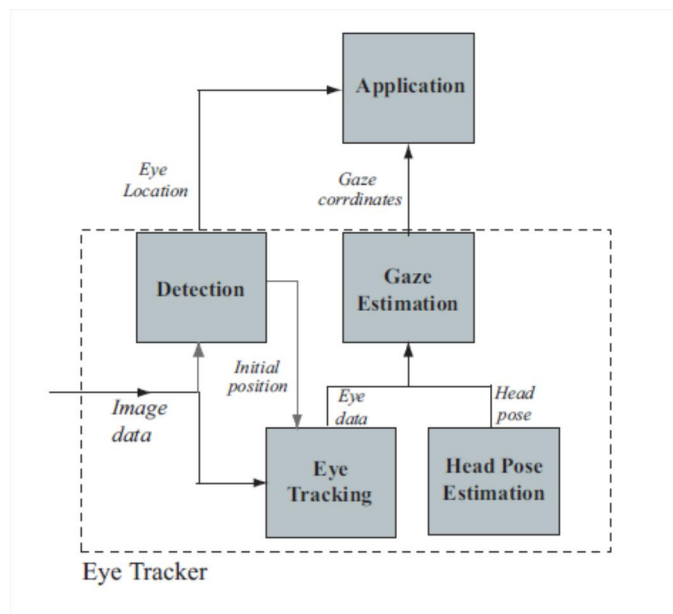 Application
Eye
Location
Gaze
corrdinates
Detection
Gaze
Estimation
Initial
position
Image
data
Eye
data
Head
pose
Eye
Tracking
Head Pose
Estimation
Eye Tracker